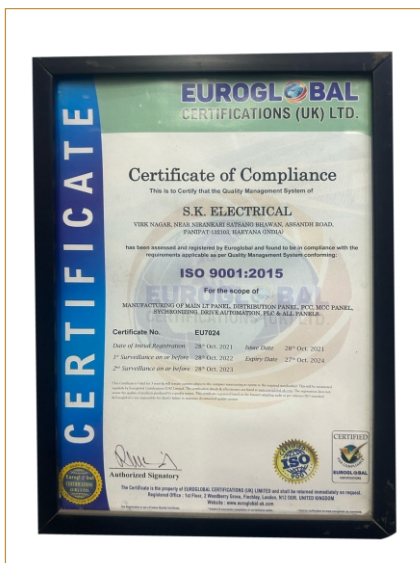 CERTIFICATE
EUROGLOBAL
CERTIFICATIONS (UK) LTD.
Certificate of Compliance
This is to Certify that the Quality Management System of
S.K. ELECTRICAL
VIRK NAGAR, NEAR NIRANKARI SATSANG BHAWAN, ASSANDH ROAD,
PANIPAT-132103, HARYANA (INDIA)
has been assessed and registered by Euroglobal and found to be in compliance with the
requirements applicable as per Quality Management System conforming:
ISO 9001:2015
For the scope of
MANUFACTURING OF MAIN LT PANEL, DISTRIBUTION PANEL, PCC, MCC PANEL,
SYCHRONIZING, DRIVE AUTOMATION, PLC & ALL PANELS.
Certificate No. EU7024
Date of Initial Registration 28th Oct. 2021 Issue Date 28th Oct. 2021
1st Surveillance on or before 28th Oct. 2022 Expiry Date 27th Oct. 2024
2nd Surveillance on or before 28th Oct. 2023
Authorized Signatory
ISO
CERTIFIED
EUROGLOBAL
The Certificate is the property of EUROGLOBAL CERTIFICATIONS (UK) LIMITED and shall be returned immediately on request.
Registered Office : 1st Floor, 2 Woodberry Grove, Finchley, London, N12 0DR, UNITED KINGDOM
Website : www.euroglobal-uk.com